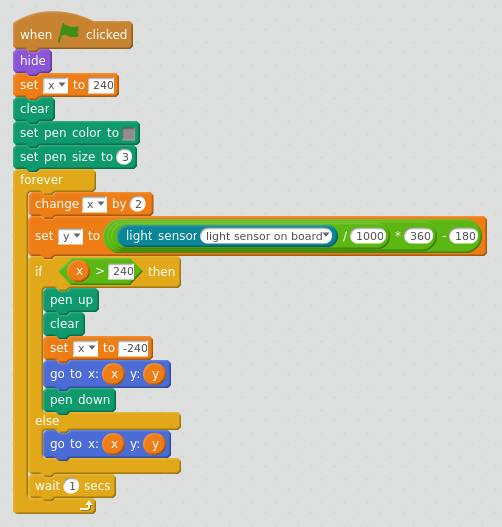 when clicked
hide
set x to 240
clear
set pen color to
set pen size to 3
forever
change x by 2
set y to light sensor light sensor on board / 1000 * 360 - 180
if x > 240 then
pen up
clear
set x to -240
go to x: x y: y
pen down
else
go to x: x y: y
wait 1 secs